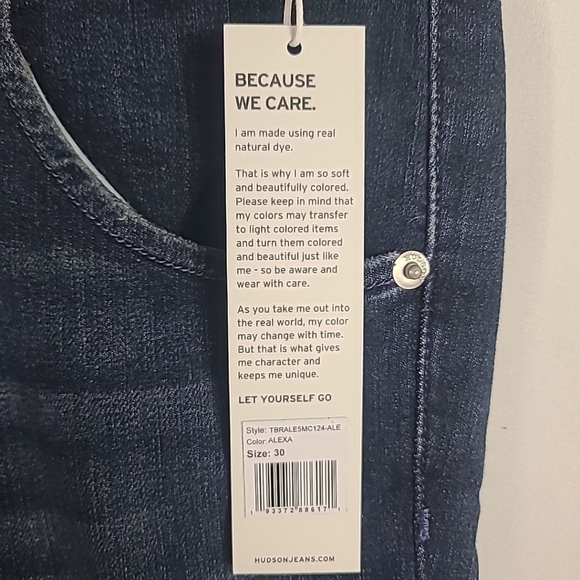 BECAUSE
WE CARE.
I am made using real
natural dye.
That is why I am so soft
and beautifully colored.
Please keep in mind that
my colors may transfer
to light colored items
and turn them colored
and beautiful just like
me - so be aware and
wear with care.
As you take me out into
the real world, my color
may change with time.
But that is what gives
me character and
keeps me unique.
LET YOURSELF GO
Style: TBRALE5MC124-ALE
Color: ALEXA
Size: 30
1 93372 88617 1
HUDSONJEANS.COM